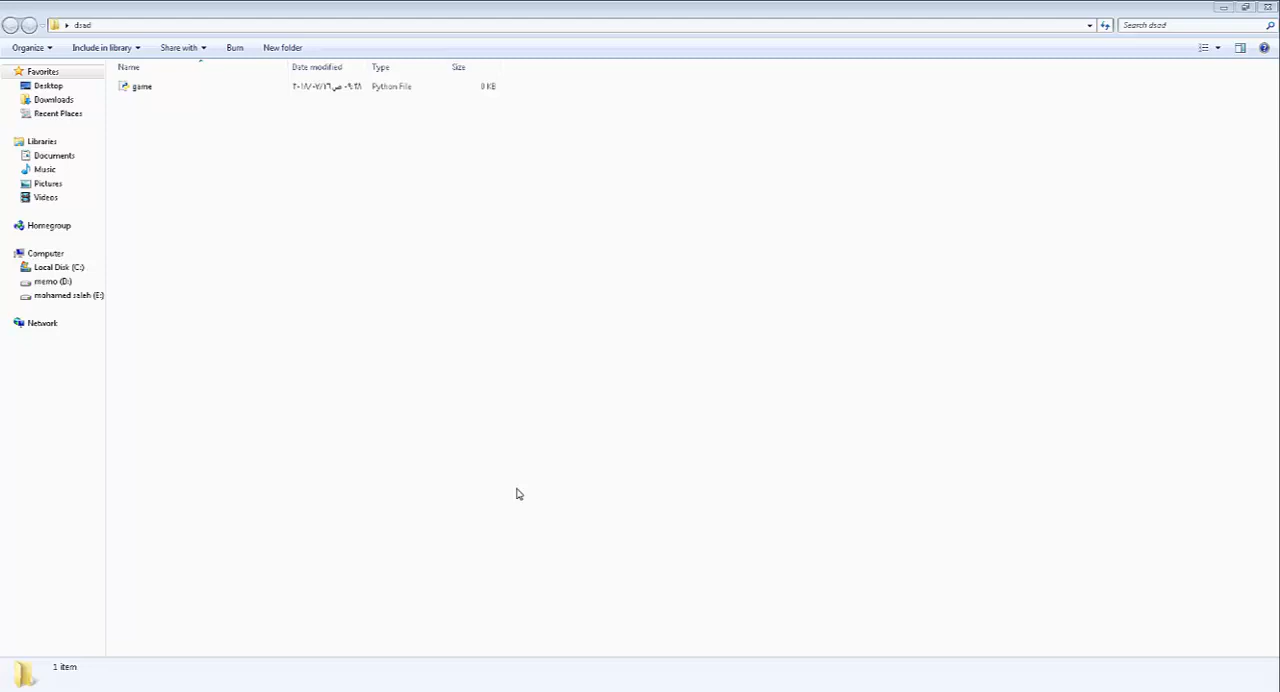 dsad
Search dsad
Organize
Include in library
Share with
Burn
New folder
Name
Date modified
Type
Size
game
Python File
0 KB
Favorites
Desktop
Downloads
Recent Places
Libraries
Documents
Music
Pictures
Videos
Homegroup
Computer
Local Disk (C:)
memo (D:)
mohamed saleh (E:)
Network
1 item